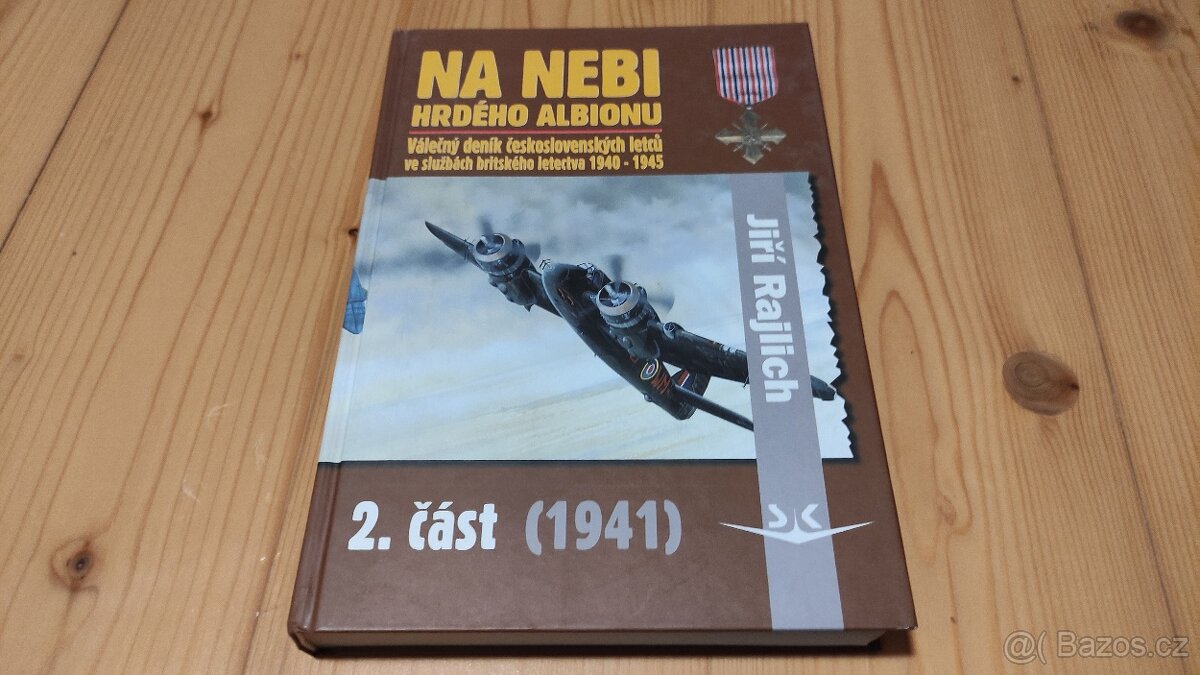 NA NEBI
HRDÉHO ALBIONU
Válečný deník československých letců
ve službách britského letectva 1940 - 1945
Jiří Rajlich
2. část (1941)
@( Bazos.cz